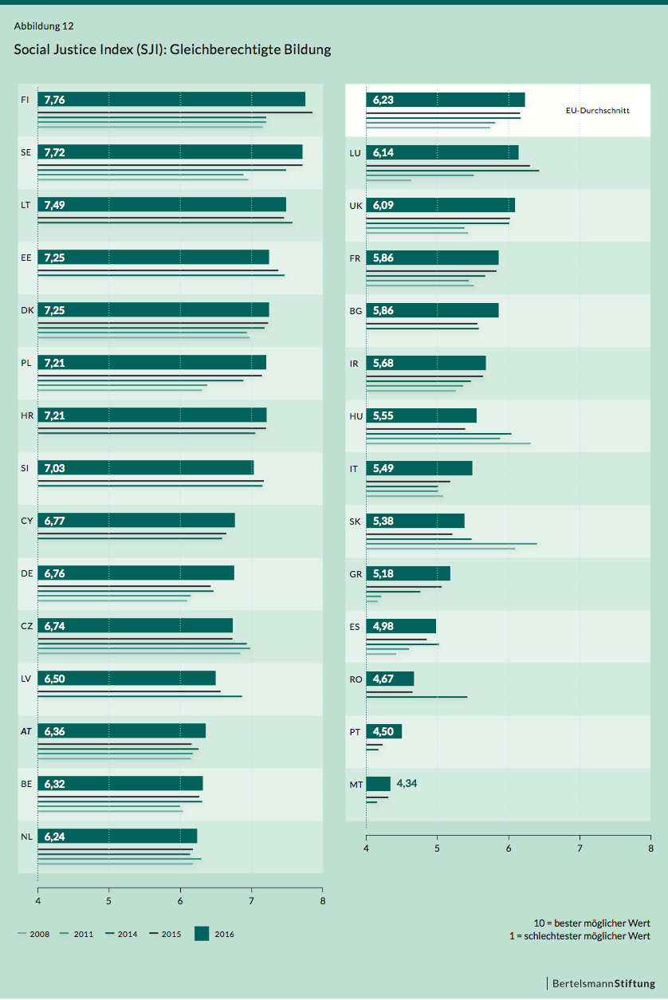 Abbildung 12
Social Justice Index (SJI): Gleichberechtigte Bildung
FI 7,76
SE 7,72
LT 7,49
EE 7,25
DK 7,25
PL 7,21
HR 7,21
SI 7,03
CY 6,77
DE 6,76
CZ 6,74
LV 6,50
AT 6,36
BE 6,32
NL 6,24
4 5 6 7 8
6,23 EU-Durchschnitt
LU 6,14
UK 6,09
FR 5,86
BG 5,86
IR 5,68
HU 5,55
IT 5,49
SK 5,38
GR 5,18
ES 4,98
RO 4,67
PT 4,50
MT 4,34
4 5 6 7 8
2008 2011 2014 2015 2016
10 = bester möglicher Wert
1 = schlechtester möglicher Wert
BertelsmannStiftung